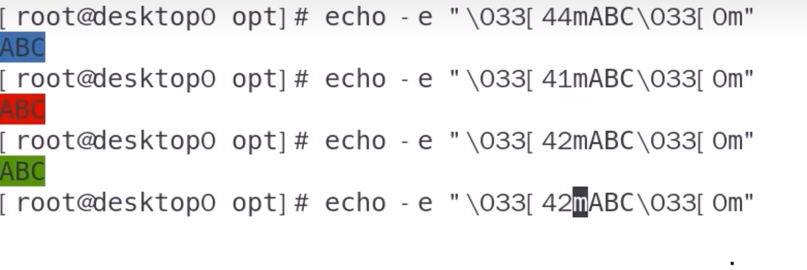 [root@desktop0 opt]# echo -e "\033[44mABC\033[0m"
ABC
[root@desktop0 opt]# echo -e "\033[41mABC\033[0m"
ABC
[root@desktop0 opt]# echo -e "\033[42mABC\033[0m"
ABC
[root@desktop0 opt]# echo -e "\033[42mABC\033[0m"